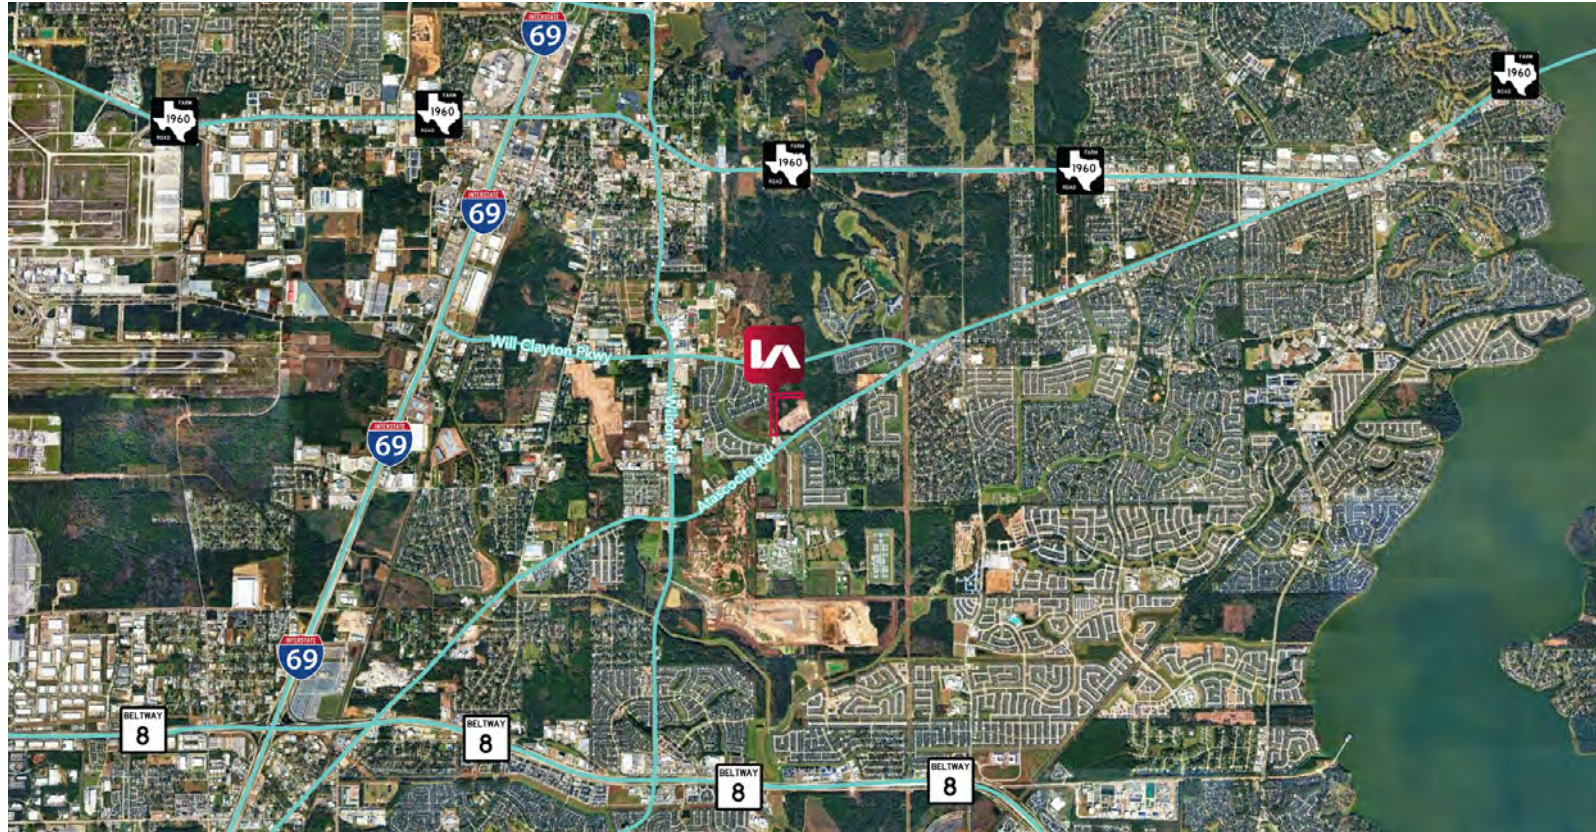 INTERSTATE
69
FARM
1960
ROAD
FARM
1960
ROAD
FARM
1960
ROAD
FARM
1960
ROAD
FARM
1960
ROAD
INTERSTATE
69
Will Clayton Pkwy
LA
Wilson Rd
INTERSTATE
69
Atascocita Rd
INTERSTATE
69
BELTWAY
8
BELTWAY
8
BELTWAY
8
BELTWAY
8